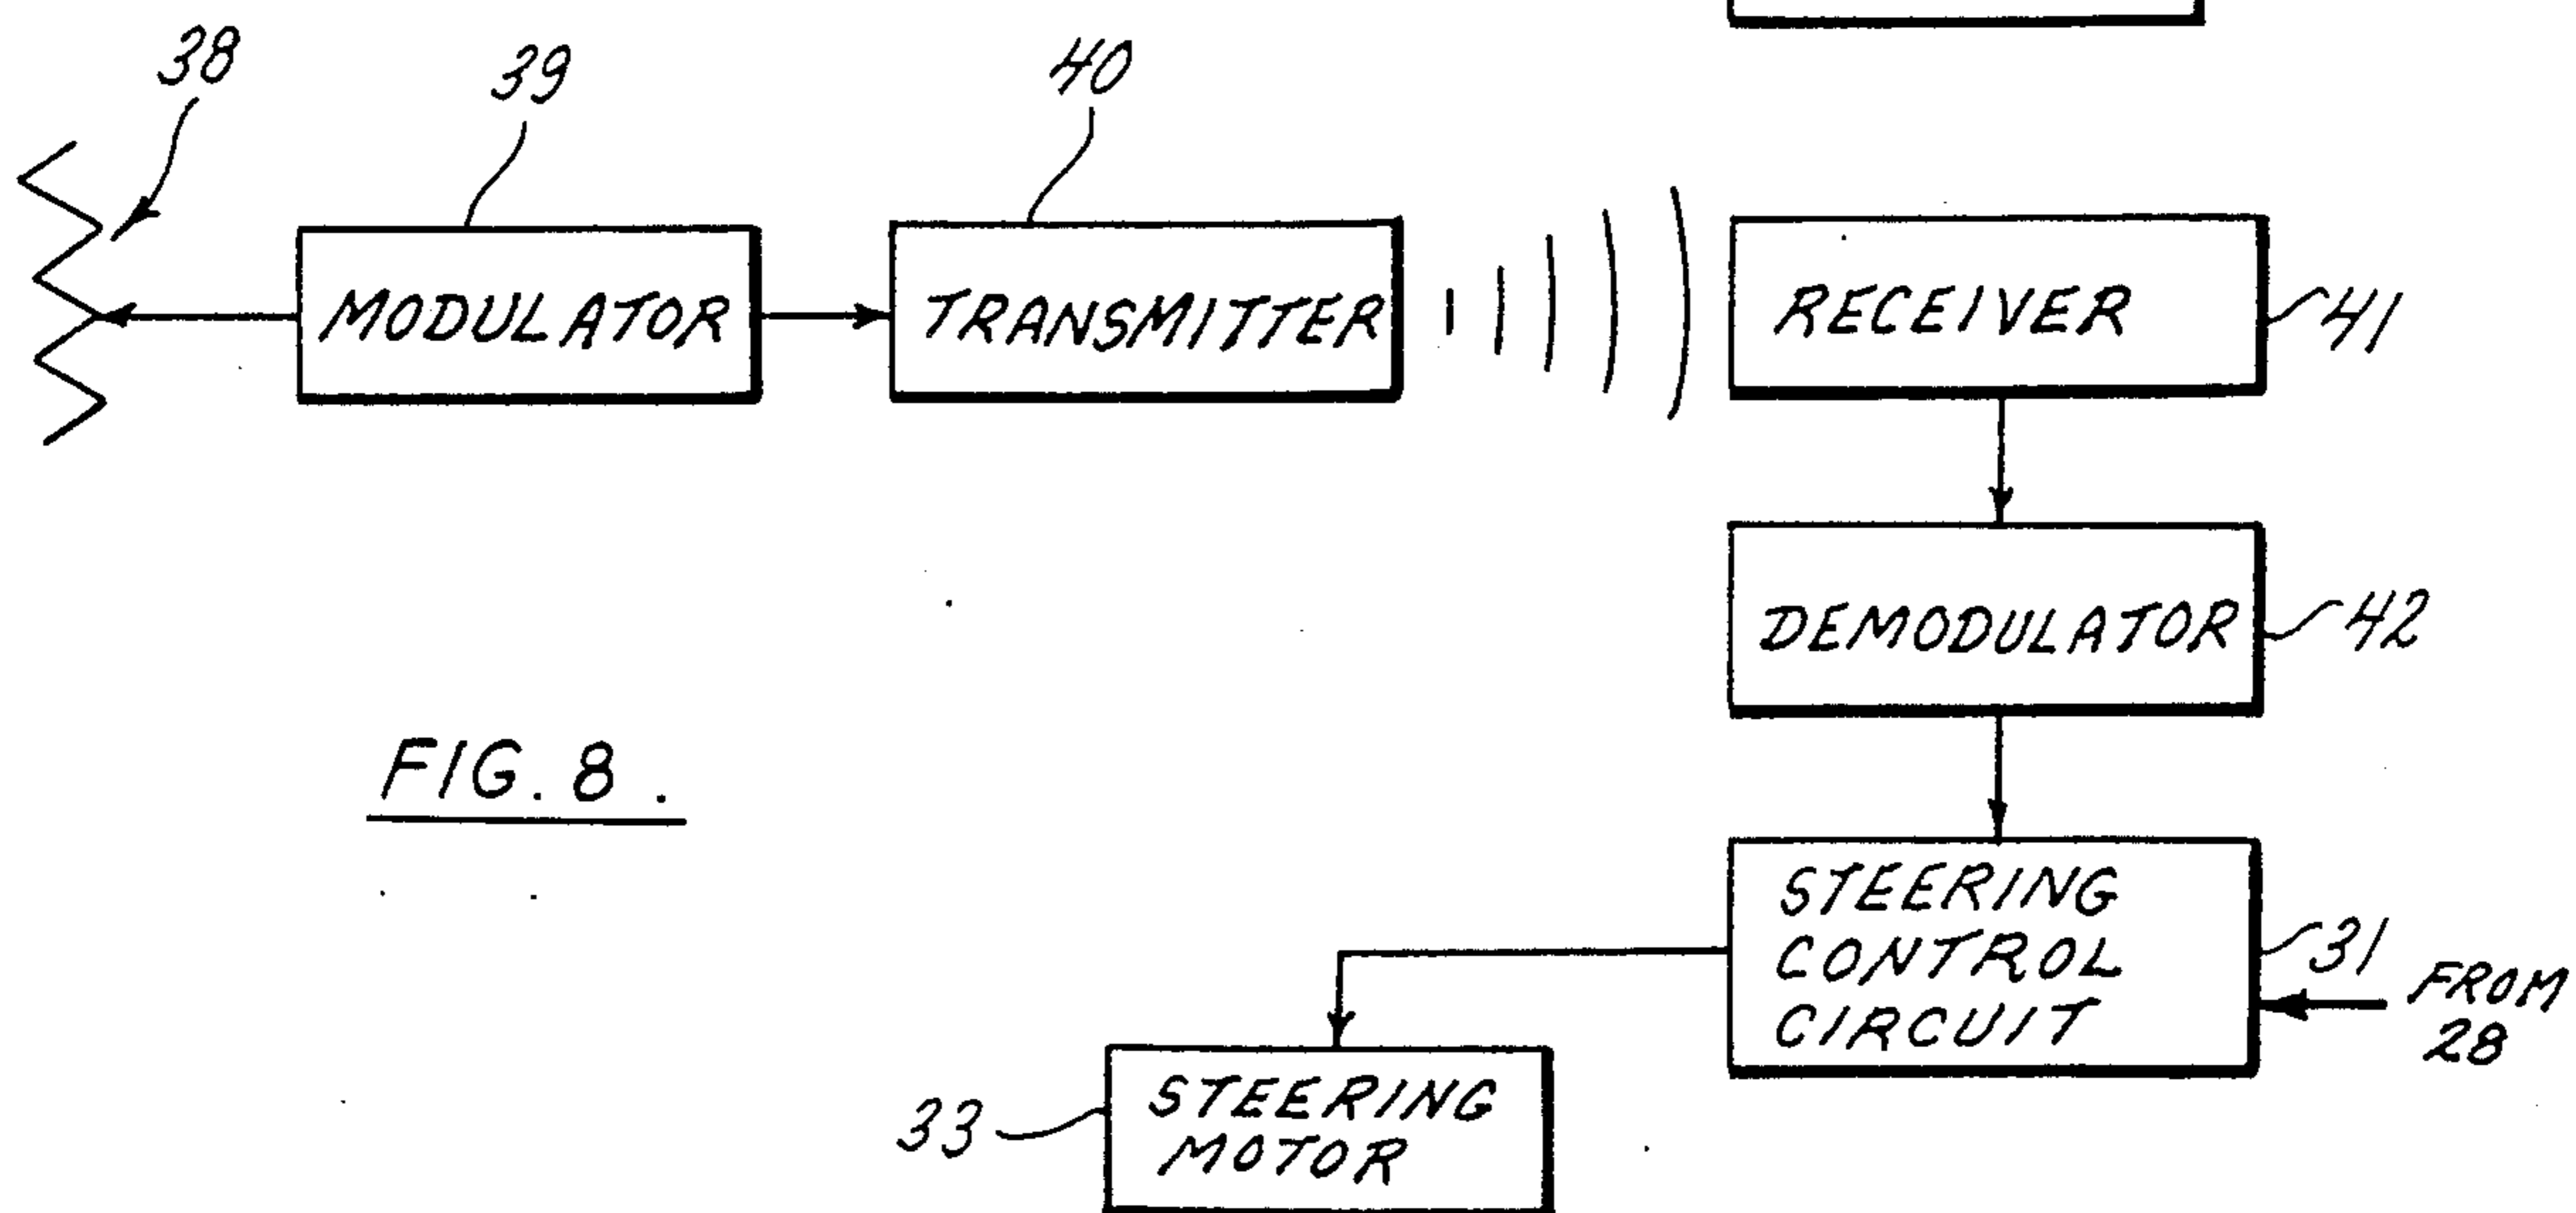 38
39
40
MODULATOR
TRANSMITTER
RECEIVER
41
DEMODULATOR
42
FIG. 8 .
STEERING
CONTROL
CIRCUIT
31
FROM
28
STEERING
MOTOR
33